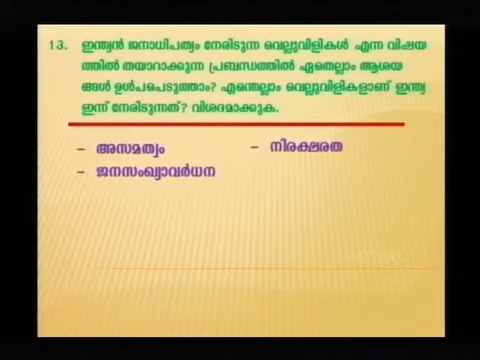 13. ഇന്ത്യൻ ജനാധിപത്യം നേരിടുന്ന വെല്ലുവിളികൾ എന്ന വിഷയ
ത്തിൽ തയാറാക്കുന്ന പ്രബന്ധത്തിൽ ഏതെല്ലാം ആശയ
ങ്ങൾ ഉൾപപെടുത്താം? എന്തെല്ലാം വെല്ലുവിളികളാണ് ഇന്ത്യ
ഇന്ന് നേരിടുന്നത്? വിശദമാക്കുക.
– അസമത്വം – നിരക്ഷരത
– ജനസംഖ്യാവർധന